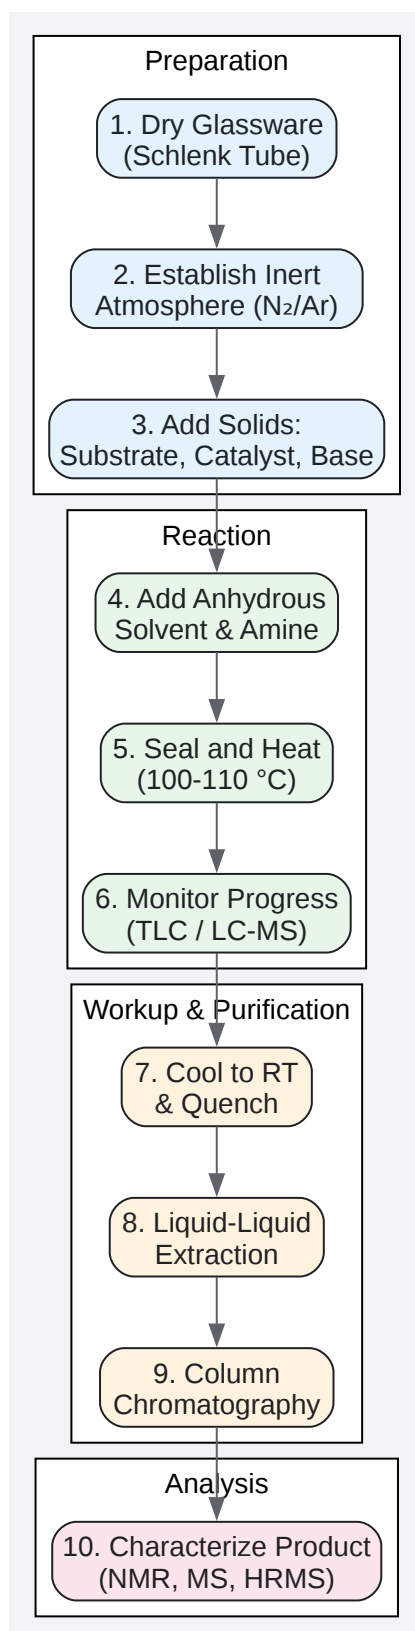 Preparation
1. Dry Glassware
(Schlenk Tube)
2. Establish Inert
Atmosphere (N₂/Ar)
3. Add Solids:
Substrate, Catalyst, Base
Reaction
4. Add Anhydrous
Solvent & Amine
5. Seal and Heat
(100-110 °C)
6. Monitor Progress
(TLC / LC-MS)
Workup & Purification
7. Cool to RT
& Quench
8. Liquid-Liquid
Extraction
9. Column
Chromatography
Analysis
10. Characterize Product
(NMR, MS, HRMS)